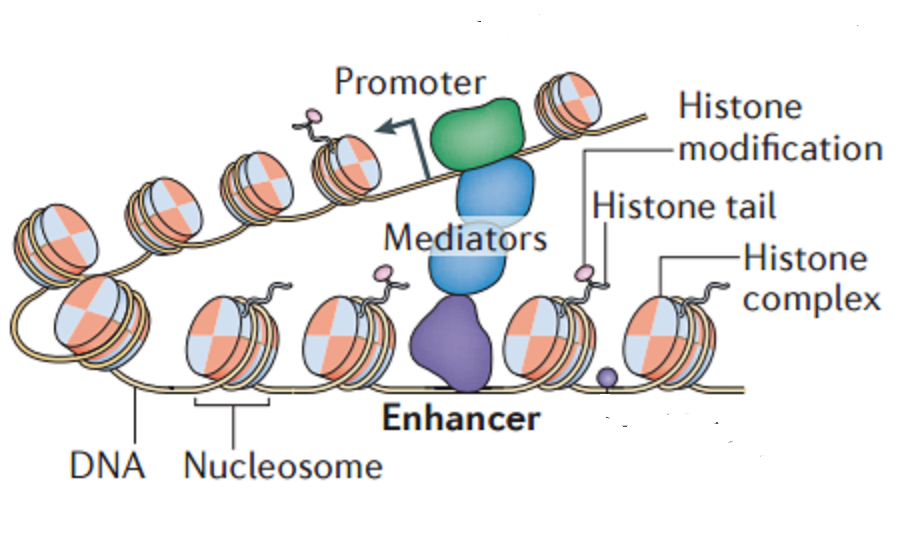 Promoter
Histone
modification
Histone tail
Mediators
Histone
complex
Enhancer
DNA
Nucleosome